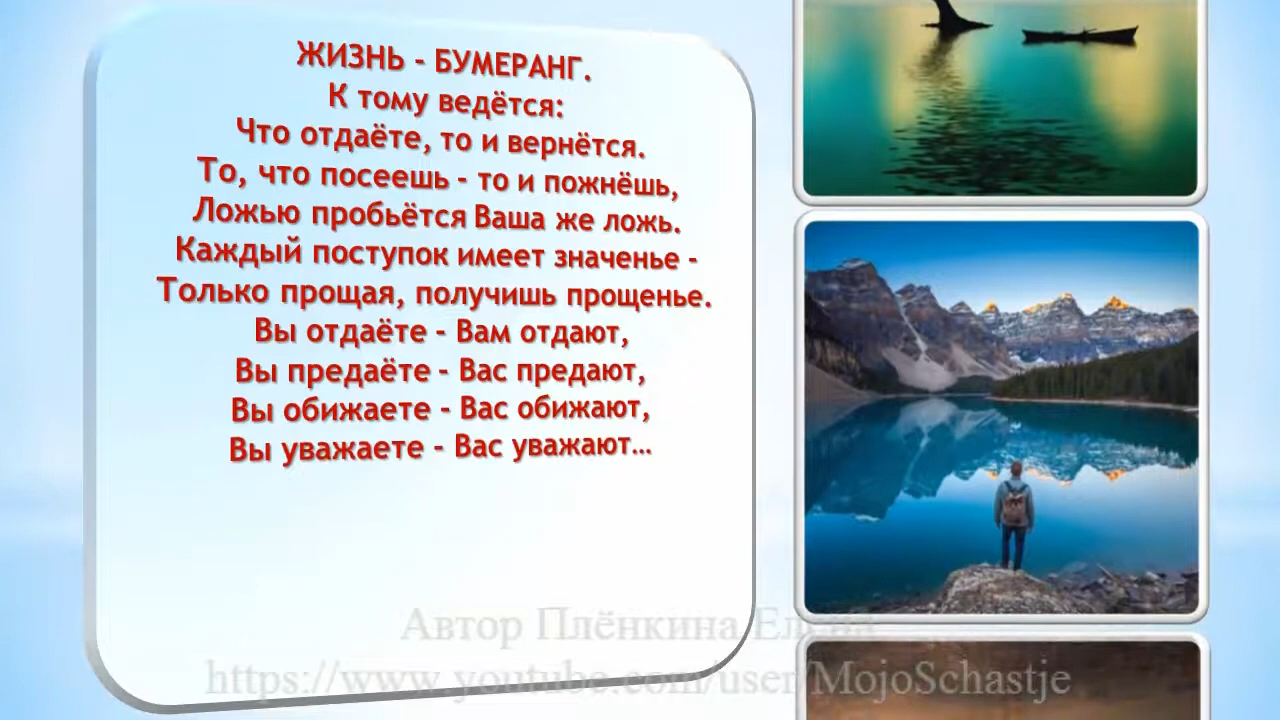 ЖИЗНЬ - БУМЕРАНГ.
К тому ведётся:
Что отдаёте, то и вернётся.
То, что посеешь - то и пожнёшь,
Ложью пробьётся Ваша же ложь.
Каждый поступок имеет значенье -
Только прощая, получишь прощенье.
Вы отдаёте - Вам отдают,
Вы предаёте - Вас предают,
Вы обижаете - Вас обижают,
Вы уважаете - Вас уважают…
Автор Плёнкина Елена
https://www.youtube.com/user/MojoSchastje